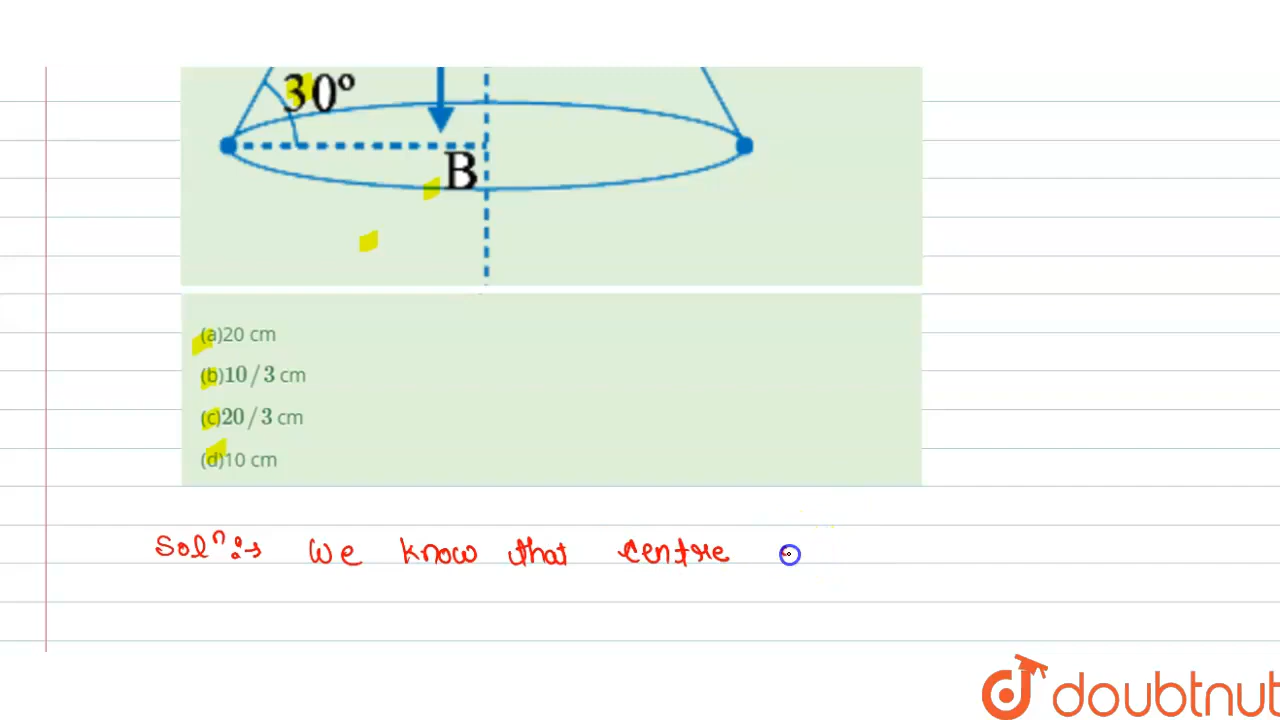 30°
B
(a)20 cm
(b)10/3 cm
(c)20/3 cm
(d)10 cm
Solⁿ:→ We know that centre
doubtnut